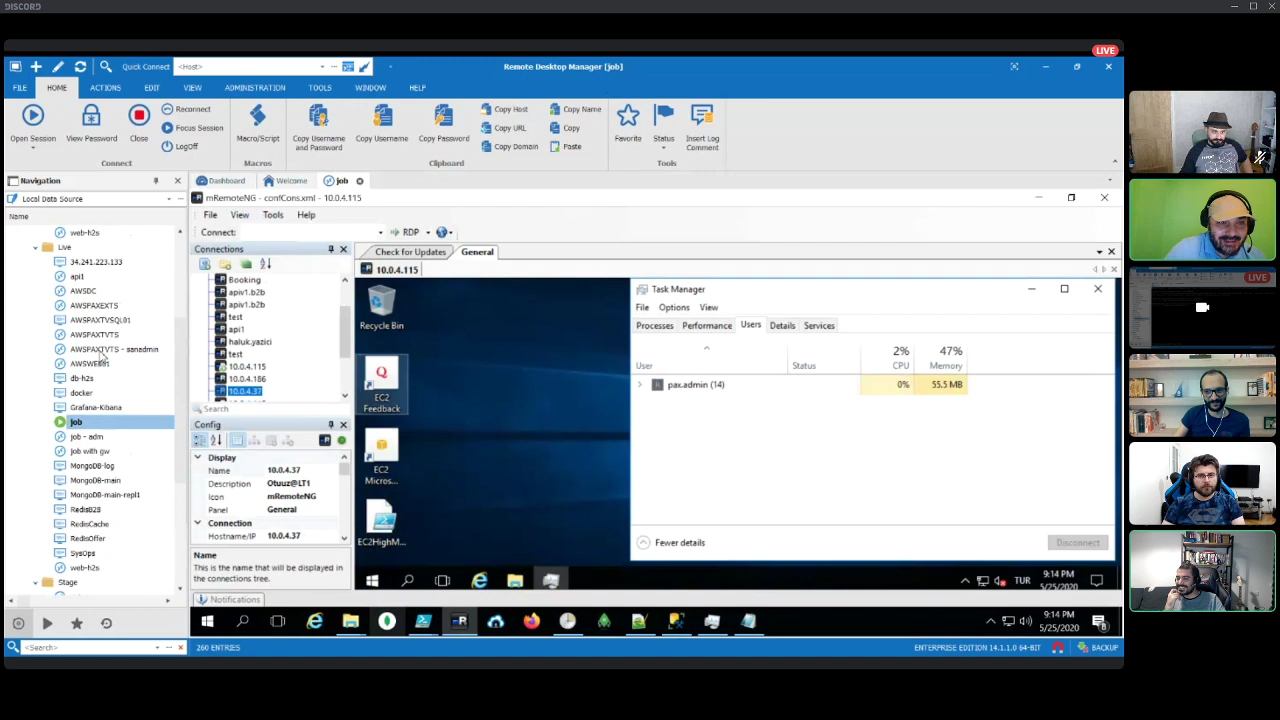 DISCORD
LIVE
Quick Connect <Host> Remote Desktop Manager [job]
FILE HOME ACTIONS EDIT VIEW ADMINISTRATION TOOLS WINDOW HELP
Open Session View Password Close
Reconnect
Focus Session
LogOff
Macro/Script
Copy Username and Password Copy Username Copy Password
Copy Host
Copy URL
Copy Domain
Copy Name
Copy
Paste
Favorite Status Insert Log Comment
Connect Macros Clipboard Tools
Navigation
Local Data Source
Name
web-h2s
Live
34.241.223.133
api1
AWSDC
AWSPAXEXTS
AWSPAXTVSQL01
AWSPAXTVTS
AWSPAXTVTS - sanadmin
AWSWEB01
db-h2s
docker
Grafana-Kibana
job
job - adm
job with gw
MongoDB-log
MongoDB-main
MongoDB-main-repl1
RedisB2B
RedisCache
RedisOffer
SysOps
web-h2s
Stage
<Search>
260 ENTRIES
ENTERPRISE EDITION 14.1.1.0 64-BIT
BACKUP
Dashboard Welcome job
mRemoteNG - confCons.xml - 10.0.4.115
File View Tools Help
Connect: RDP
Connections
Booking
apiv1.b2b
apiv1.b2b
test
api1
haluk.yazici
test
10.0.4.115
10.0.4.186
10.0.4.37
Search
Config
Display
Name 10.0.4.37
Description Otuuz@LT1
Icon mRemoteNG
Panel General
Connection
Hostname/IP 10.0.4.37
Name
This is the name that will be displayed in the connections tree.
Notifications
Check for Updates General
10.0.4.115
Recycle Bin
EC2 Feedback
EC2 Micros...
EC2HighM...
Task Manager
File Options View
Processes Performance Users Details Services
2% 47%
User Status CPU Memory
pax.admin (14) 0% 55.5 MB
Fewer details
Disconnect
TUR
9:14 PM
5/25/2020
9:14 PM
5/25/2020
8
LIVE